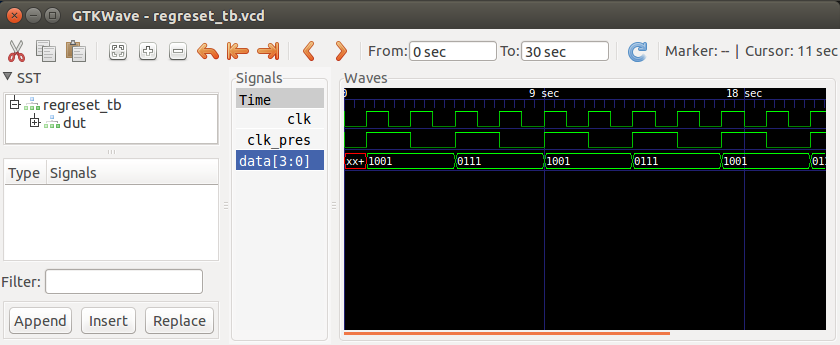 GTKWave - regreset_tb.vcd
From: 0 sec To: 30 sec Marker: -- | Cursor: 11 sec
SST
regreset_tb
dut
Type Signals
Filter:
Append Insert Replace
Signals
Time
clk
clk_pres
data[3:0]
Waves
0 9 sec 18 sec
xx+ 1001 0111 1001 0111 1001 01